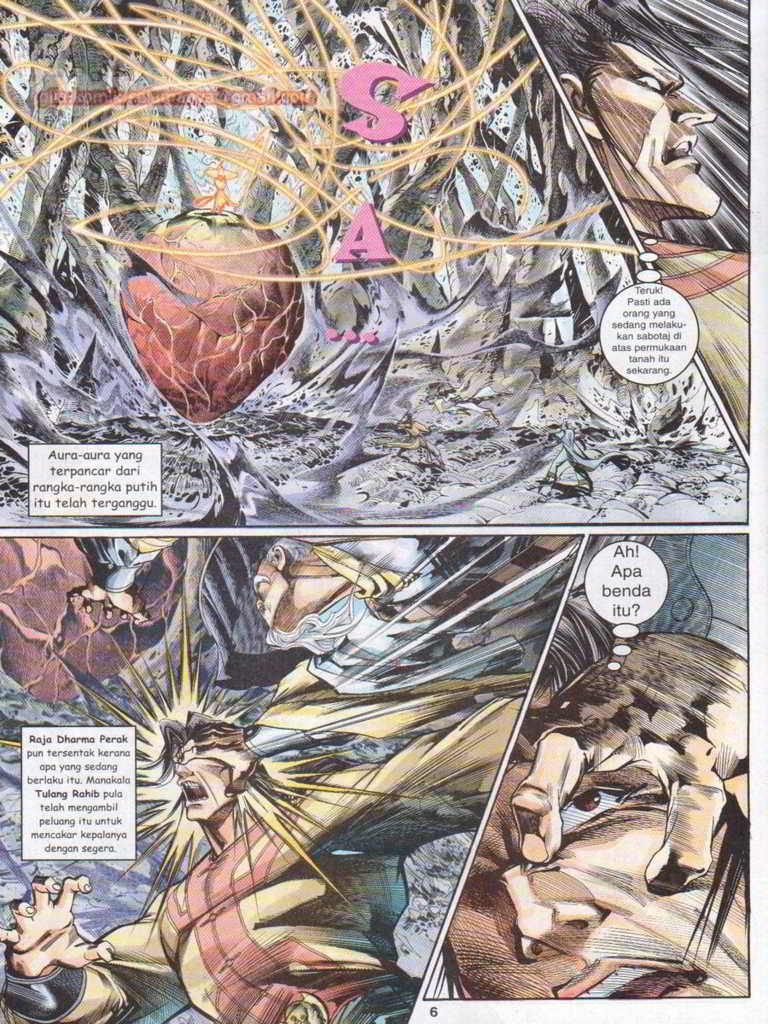 S
A
...
Teruk!
Pasti ada
orang yang
sedang melaku-
kan sabotaj di
atas permukaan
tanah itu
sekarang.
Aura-aura yang
terpancar dari
rangka-rangka putih
itu telah terganggu.
Ah!
Apa
benda
itu?
Raja Dharma Perak
pun tersentak kerana
apa yang sedang
berlaku itu. Manakala
Tulang Rahib pula
telah mengambil
peluang itu untuk
mencakar kepalanya
dengan segera.
6